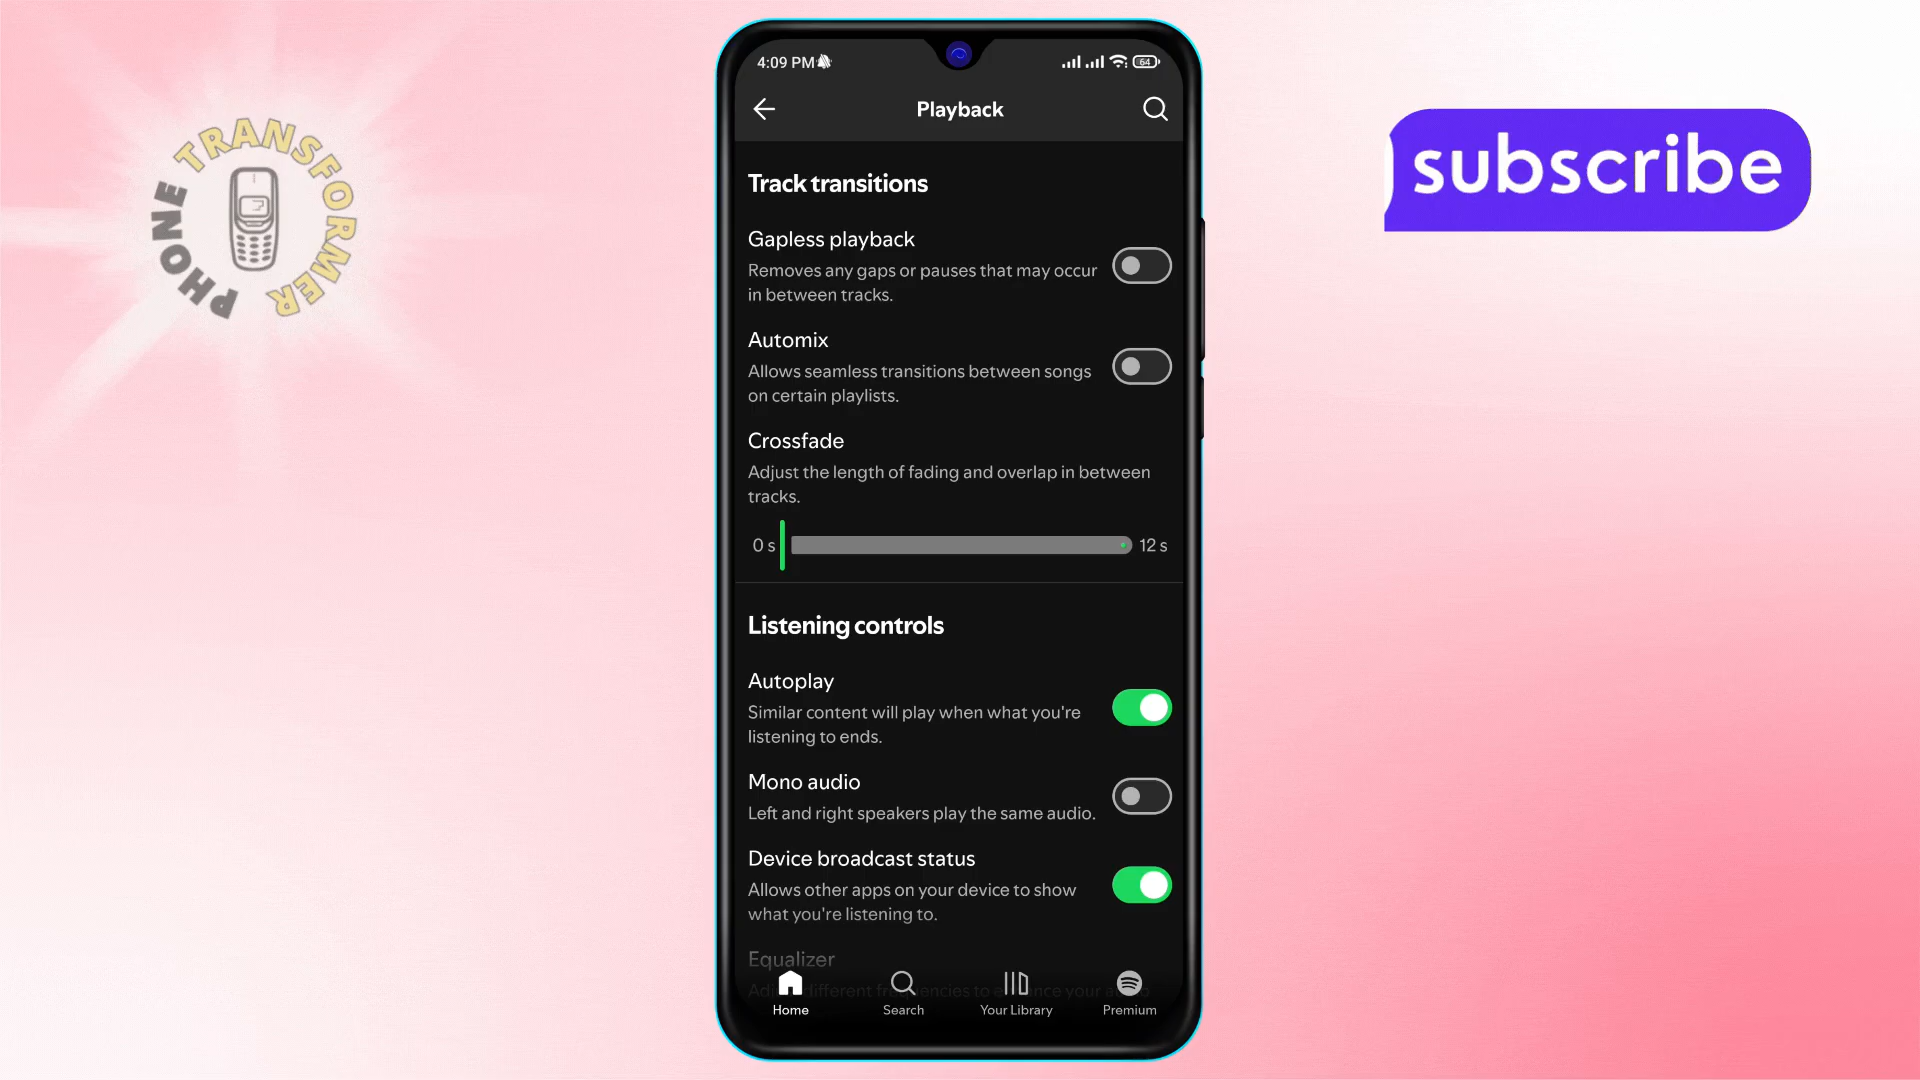 PHONE TRANSFORMER
subscribe
4:09 PM
64
Playback
Track transitions
Gapless playback
Removes any gaps or pauses that may occur
in between tracks.
Automix
Allows seamless transitions between songs
on certain playlists.
Crossfade
Adjust the length of fading and overlap in between
tracks.
0 s
12 s
Listening controls
Autoplay
Similar content will play when what you're
listening to ends.
Mono audio
Left and right speakers play the same audio.
Device broadcast status
Allows other apps on your device to show
what you're listening to.
Equalizer
Home
Search
Your Library
Premium